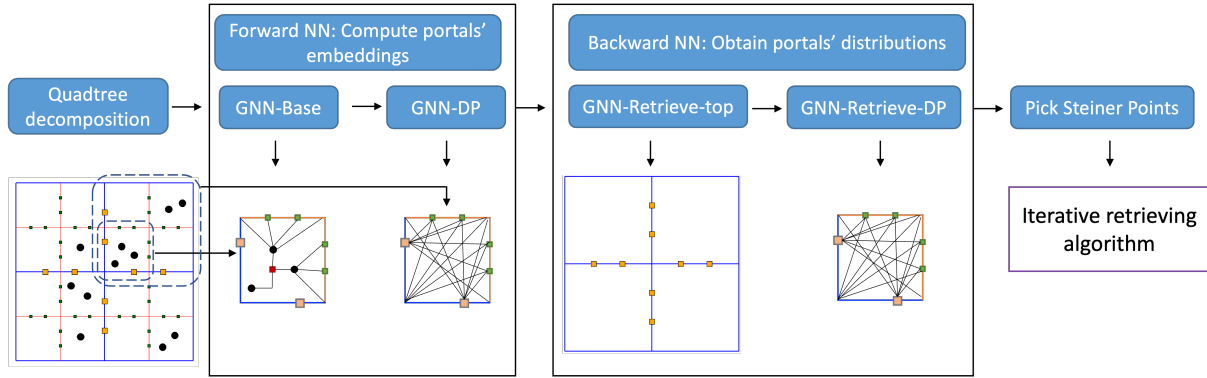 Forward NN: Compute portals'
embeddings
Backward NN: Obtain portals' distributions
Quadtree
decomposition
GNN-Base
GNN-DP
GNN-Retrieve-top
GNN-Retrieve-DP
Pick Steiner Points
Iterative retrieving
algorithm